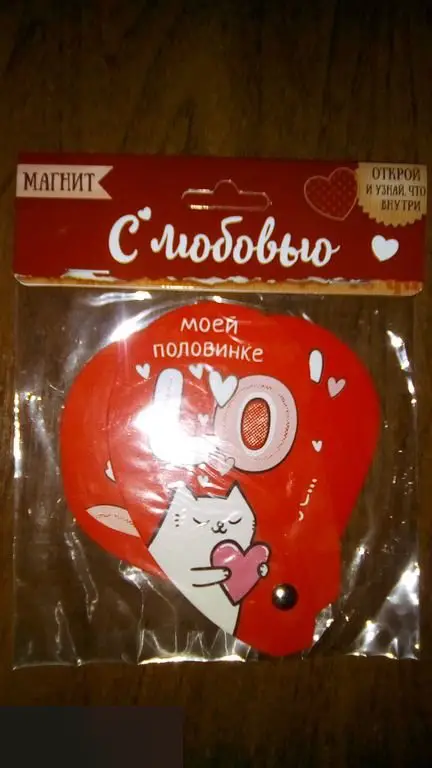 МАГНИТ
ОТКРОЙ
И УЗНАЙ, ЧТО
ВНУТРИ
С любовью
моей
половинке